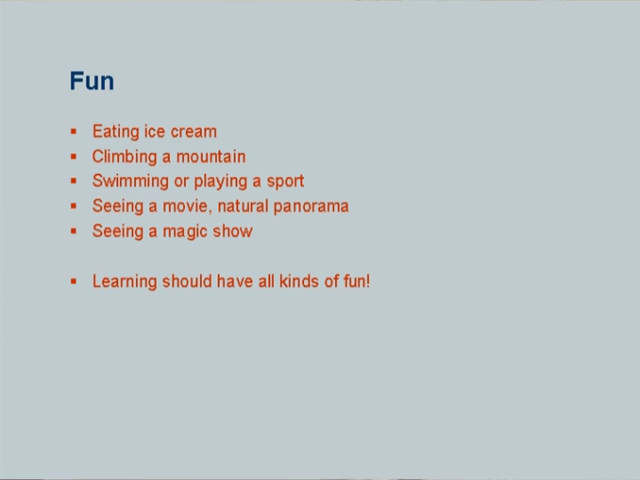 Fun
▪ Eating ice cream
▪ Climbing a mountain
▪ Swimming or playing a sport
▪ Seeing a movie, natural panorama
▪ Seeing a magic show
▪ Learning should have all kinds of fun!